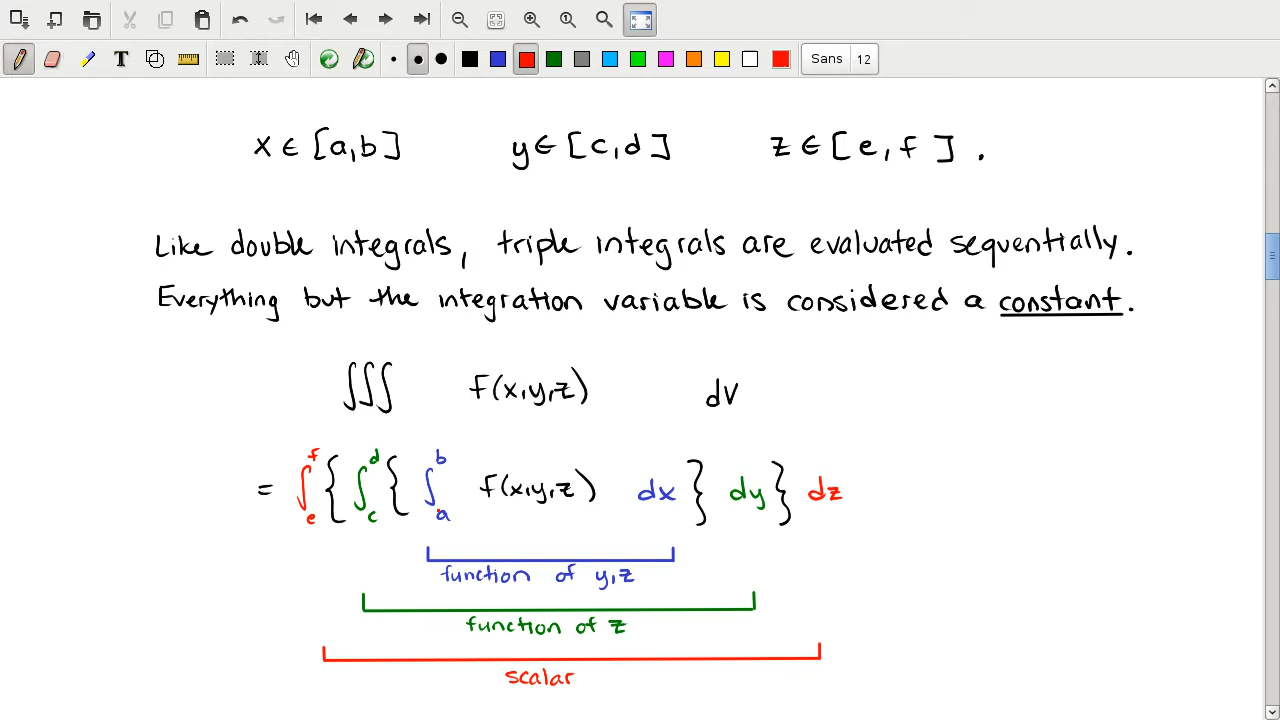 Sans 12
x ∈ [a,b] y ∈ [c,d] z ∈ [e,f].
Like double integrals, triple integrals are evaluated sequentially.
Everything but the integration variable is considered a constant.
∭ f(x,y,z) dV
= ∫_e^f { ∫_c^d { ∫_a^b f(x,y,z) dx } dy } dz
function of y,z
function of z
scalar